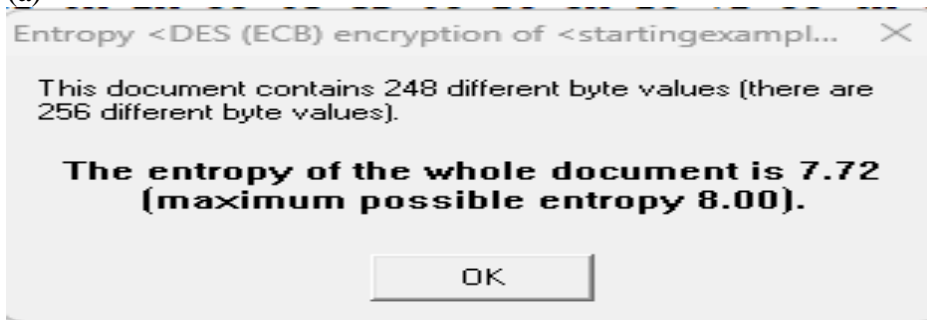 (a)
Entropy <DES (ECB) encryption of <startingexampl...
This document contains 248 different byte values (there are
256 different byte values).
The entropy of the whole document is 7.72
(maximum possible entropy 8.00).
OK